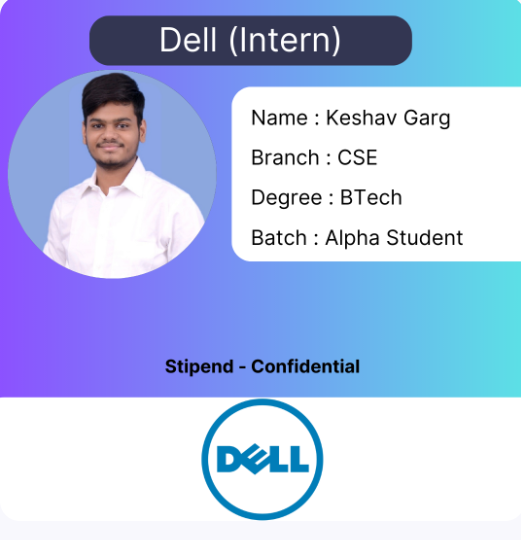 Dell (Intern)
Name : Keshav Garg
Branch : CSE
Degree : BTech
Batch : Alpha Student
Stipend - Confidential
DELL